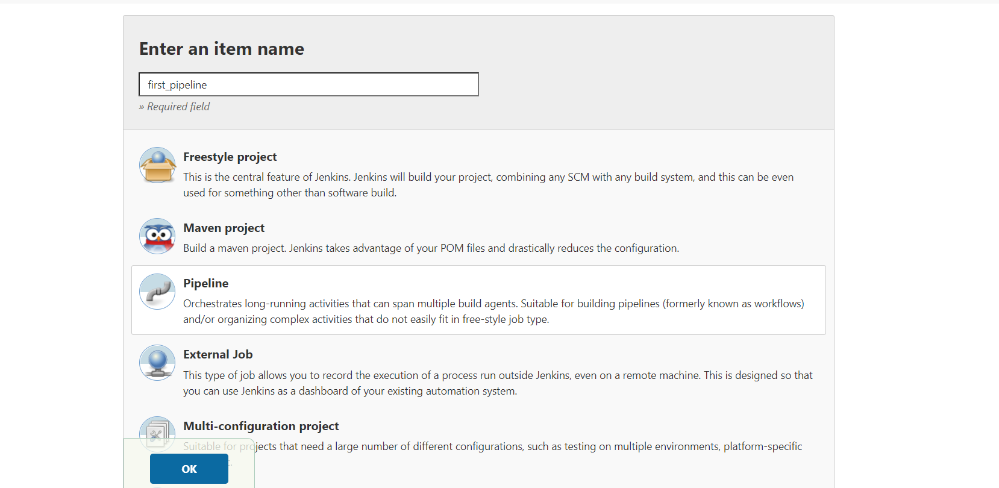 Enter an item name
first_pipeline
» Required field
Freestyle project
This is the central feature of Jenkins. Jenkins will build your project, combining any SCM with any build system, and this can be even
used for something other than software build.
Maven project
Build a maven project. Jenkins takes advantage of your POM files and drastically reduces the configuration.
Pipeline
Orchestrates long-running activities that can span multiple build agents. Suitable for building pipelines (formerly known as workflows)
and/or organizing complex activities that do not easily fit in free-style job type.
External Job
This type of job allows you to record the execution of a process run outside Jenkins, even on a remote machine. This is designed so that
you can use Jenkins as a dashboard of your existing automation system.
Multi-configuration project
Suitable for projects that need a large number of different configurations, such as testing on multiple environments, platform-specific
OK